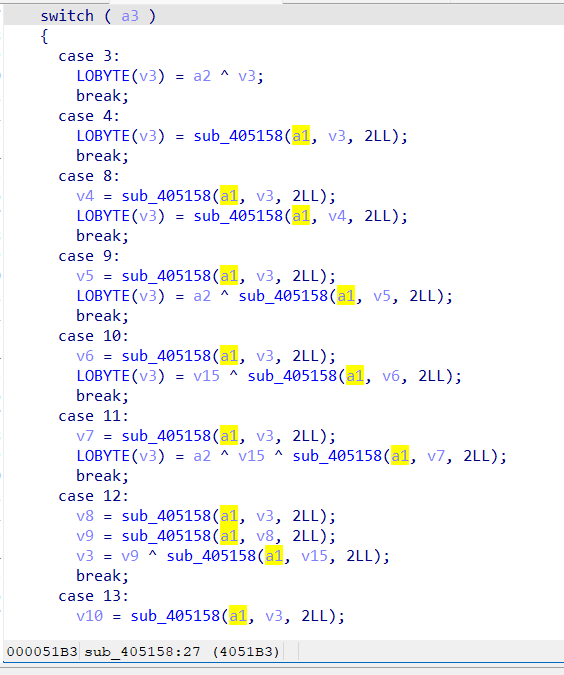 switch ( a3 )
{
case 3:
LOBYTE(v3) = a2 ^ v3;
break;
case 4:
LOBYTE(v3) = sub_405158(a1, v3, 2LL);
break;
case 8:
v4 = sub_405158(a1, v3, 2LL);
LOBYTE(v3) = sub_405158(a1, v4, 2LL);
break;
case 9:
v5 = sub_405158(a1, v3, 2LL);
LOBYTE(v3) = a2 ^ sub_405158(a1, v5, 2LL);
break;
case 10:
v6 = sub_405158(a1, v3, 2LL);
LOBYTE(v3) = v15 ^ sub_405158(a1, v6, 2LL);
break;
case 11:
v7 = sub_405158(a1, v3, 2LL);
LOBYTE(v3) = a2 ^ v15 ^ sub_405158(a1, v7, 2LL);
break;
case 12:
v8 = sub_405158(a1, v3, 2LL);
v9 = sub_405158(a1, v8, 2LL);
v3 = v9 ^ sub_405158(a1, v15, 2LL);
break;
case 13:
v10 = sub_405158(a1, v3, 2LL);
000051B3 sub_405158:27 (4051B3)